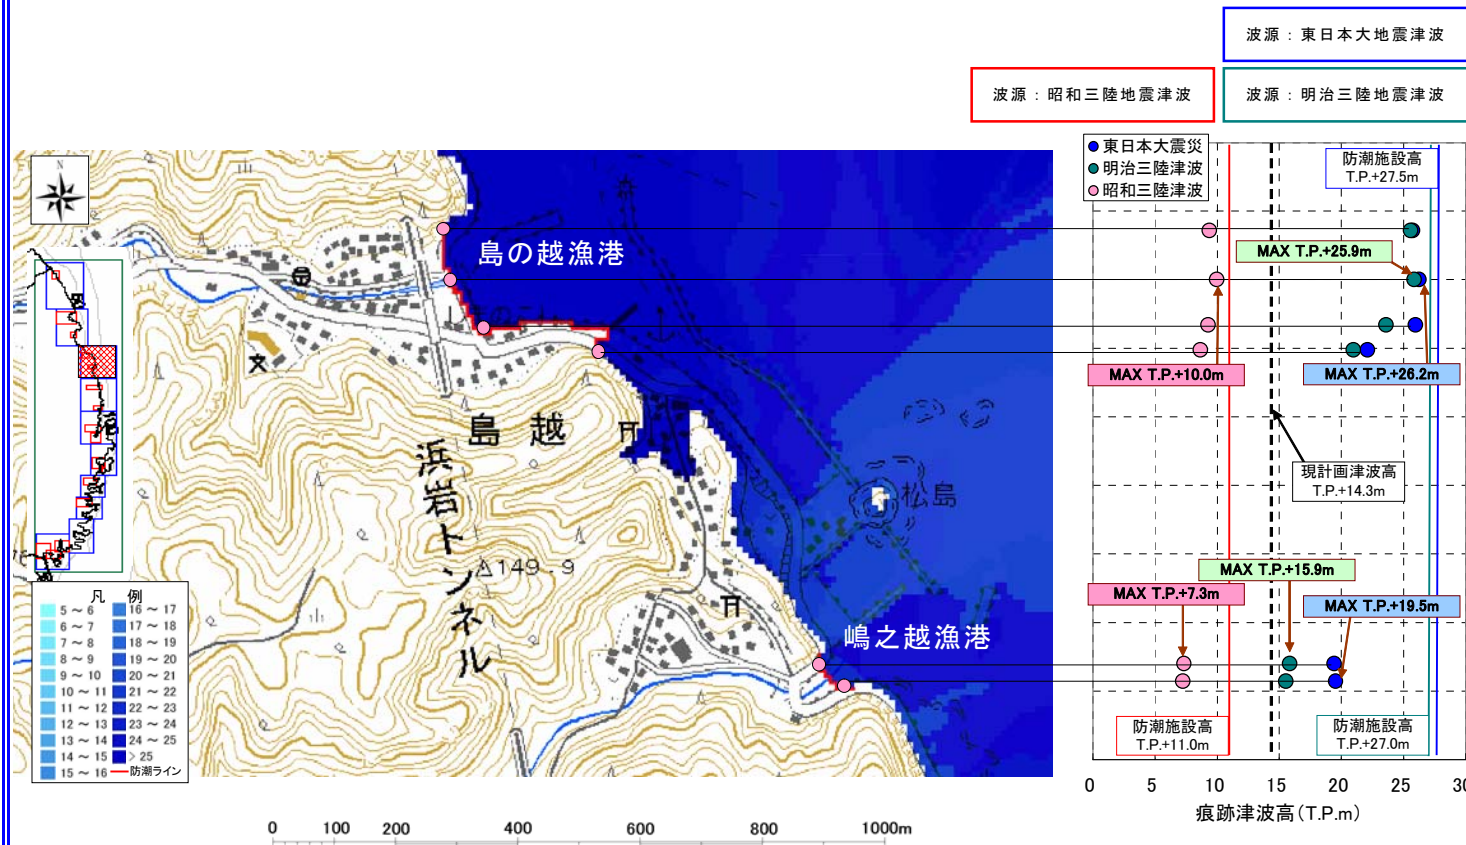 波源：東日本大地震津波
波源：昭和三陸地震津波
波源：明治三陸地震津波
東日本大震災
明治三陸津波
昭和三陸津波
防潮施設高
T.P.+27.5m
N
島の越漁港
MAX T.P.+25.9m
MAX T.P.+10.0m
MAX T.P.+26.2m
文
島越
浜岩トンネル
149.9
松島
現計画津波高
T.P.+14.3m
MAX T.P.+15.9m
MAX T.P.+7.3m
MAX T.P.+19.5m
嶋之越漁港
凡 例
5～6 16～17
6～7 17～18
7～8 18～19
8～9 19～20
9～10 20～21
10～11 21～22
11～12 22～23
12～13 23～24
13～14 24～25
14～15 >25
15～16 防潮ライン
防潮施設高
T.P.+11.0m
防潮施設高
T.P.+27.0m
0 5 10 15 20 25 30
痕跡津波高(T.P.m)
0 100 200 400 600 800 1000m